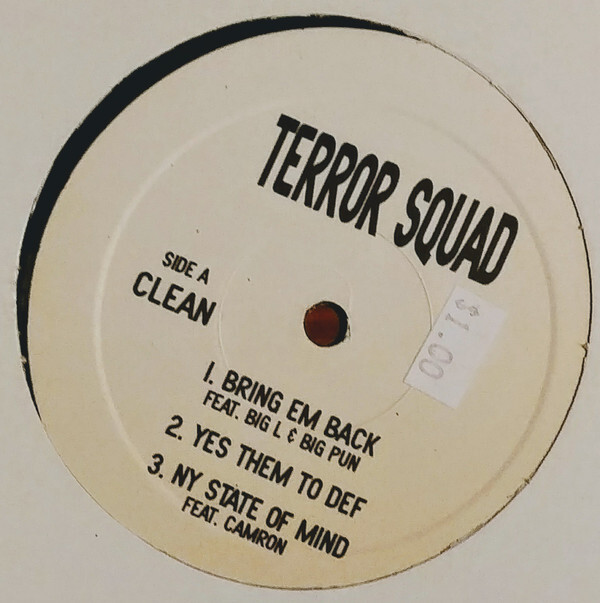 TERROR SQUAD
SIDE A
CLEAN
$1.00
1. BRING EM BACK
FEAT. BIG L & BIG PUN
2. YES THEM TO DEF
3. NY STATE OF MIND
FEAT. CAMRON